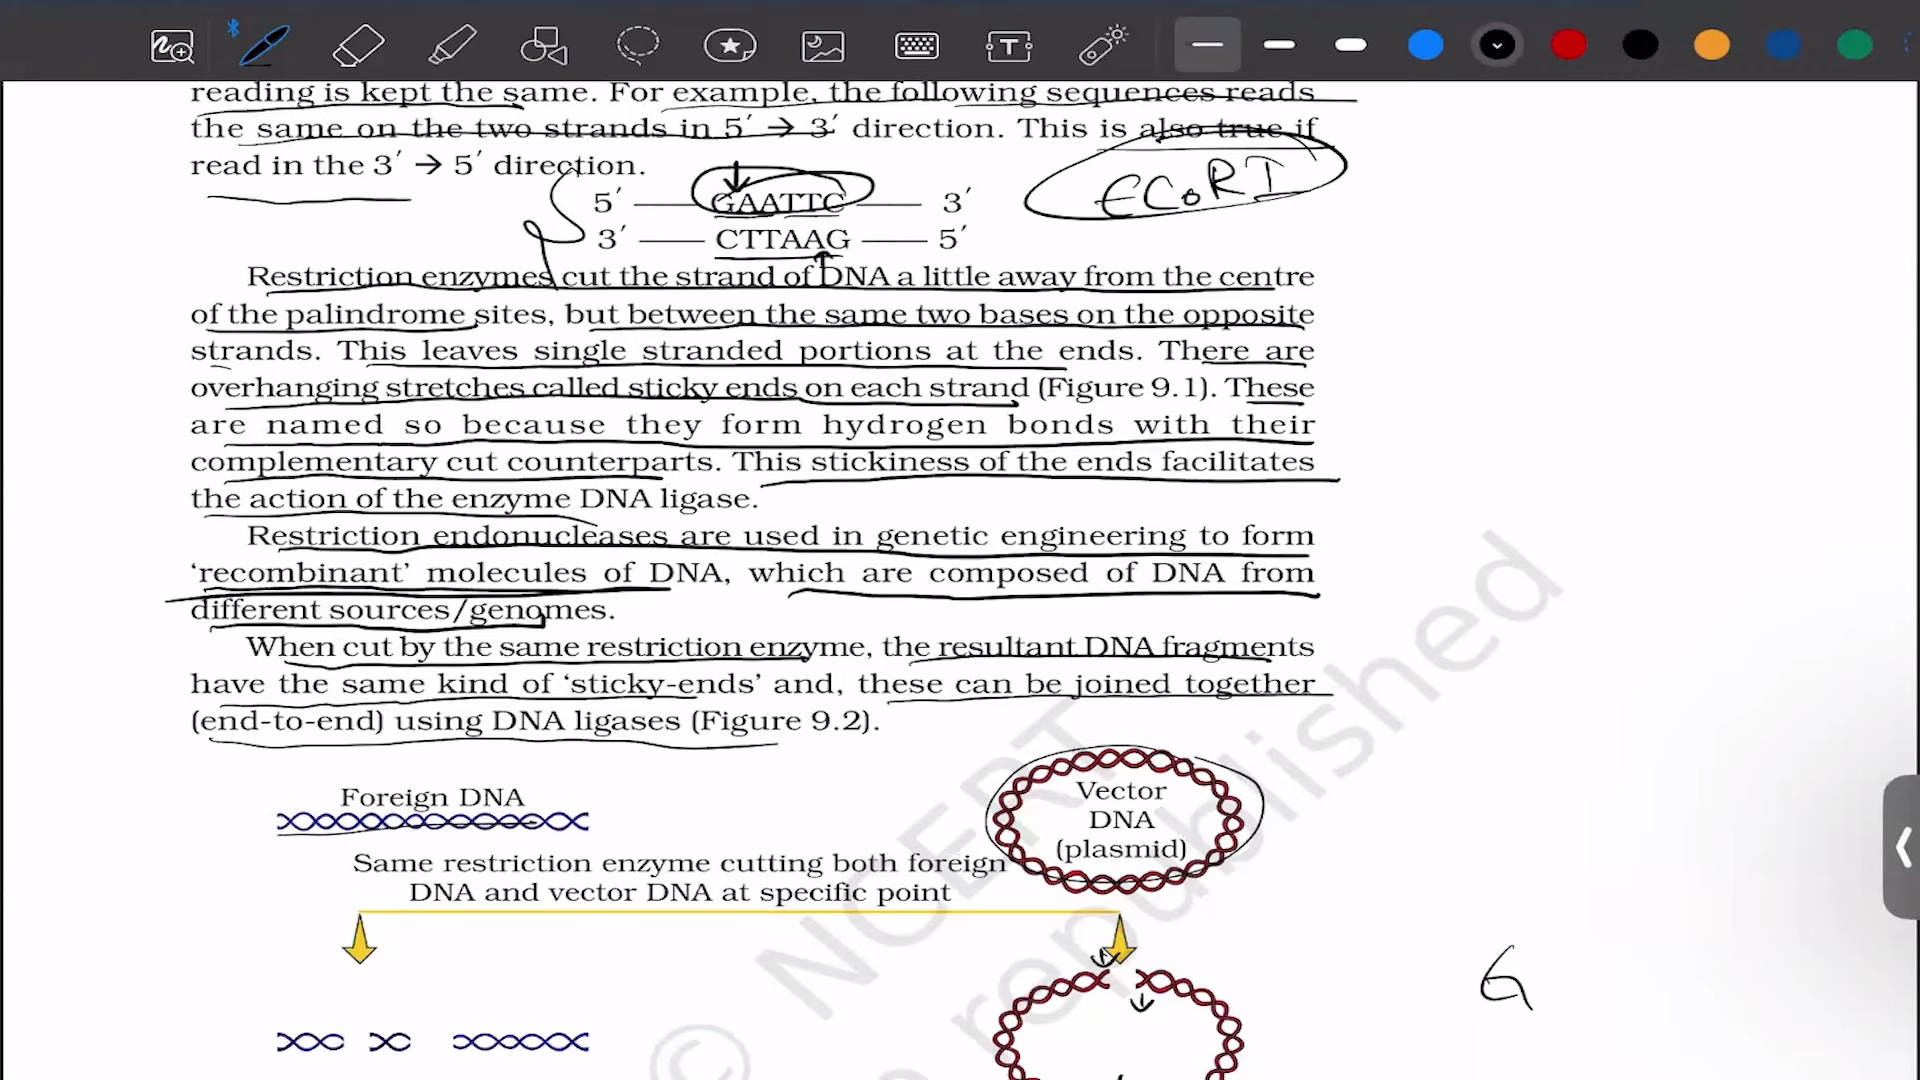 reading is kept the same. For example, the following sequences reads
the same on the two strands in 5′ → 3′ direction. This is also true if
read in the 3′ → 5′ direction.
ECoRI
5′ —— GAATTC —— 3′
3′ —— CTTAAG —— 5′
Restriction enzymes cut the strand of DNA a little away from the centre
of the palindrome sites, but between the same two bases on the opposite
strands. This leaves single stranded portions at the ends. There are
overhanging stretches called sticky ends on each strand (Figure 9.1). These
are named so because they form hydrogen bonds with their
complementary cut counterparts. This stickiness of the ends facilitates
the action of the enzyme DNA ligase.
Restriction endonucleases are used in genetic engineering to form
‘recombinant’ molecules of DNA, which are composed of DNA from
different sources/genomes.
When cut by the same restriction enzyme, the resultant DNA fragments
have the same kind of ‘sticky-ends’ and, these can be joined together
(end-to-end) using DNA ligases (Figure 9.2).
Foreign DNA
Vector
DNA
(plasmid)
Same restriction enzyme cutting both foreign
DNA and vector DNA at specific point
G
© NCERT
republished